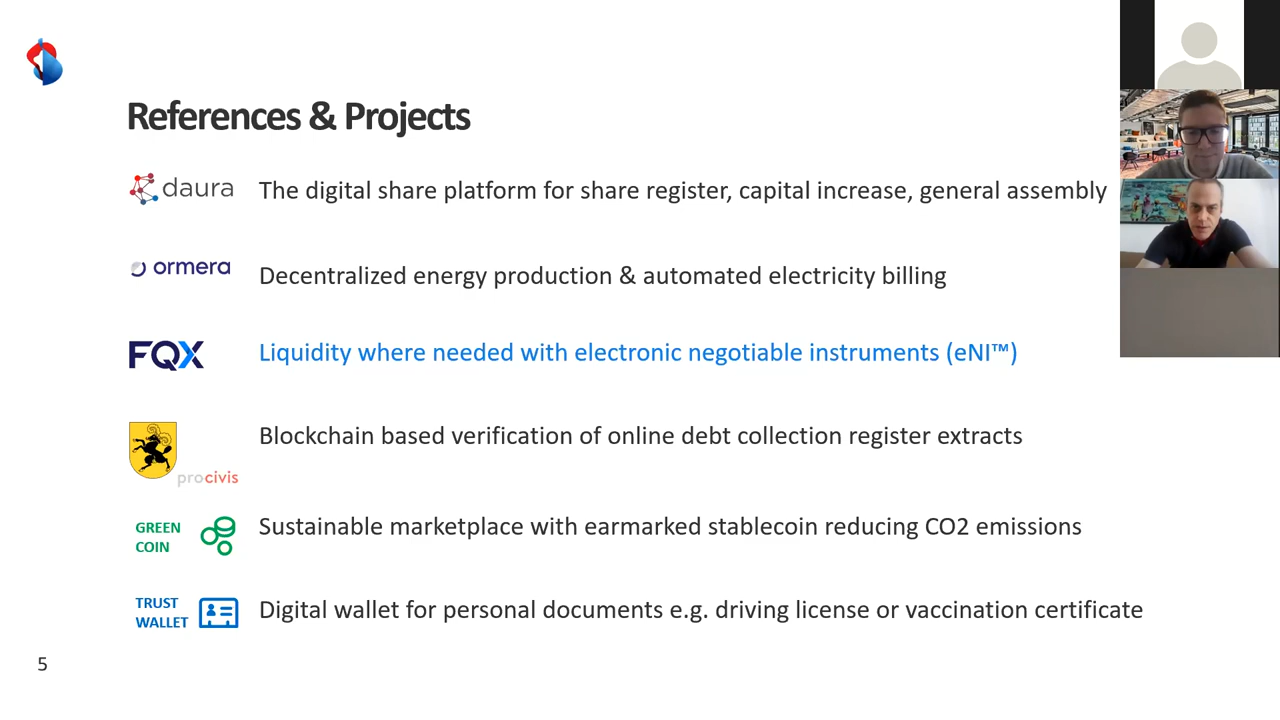 References & Projects
daura
The digital share platform for share register, capital increase, general assembly
ormera
Decentralized energy production & automated electricity billing
FQX
Liquidity where needed with electronic negotiable instruments (eNI™)
Blockchain based verification of online debt collection register extracts
procivis
GREEN
COIN
Sustainable marketplace with earmarked stablecoin reducing CO2 emissions
TRUST
WALLET
Digital wallet for personal documents e.g. driving license or vaccination certificate
5